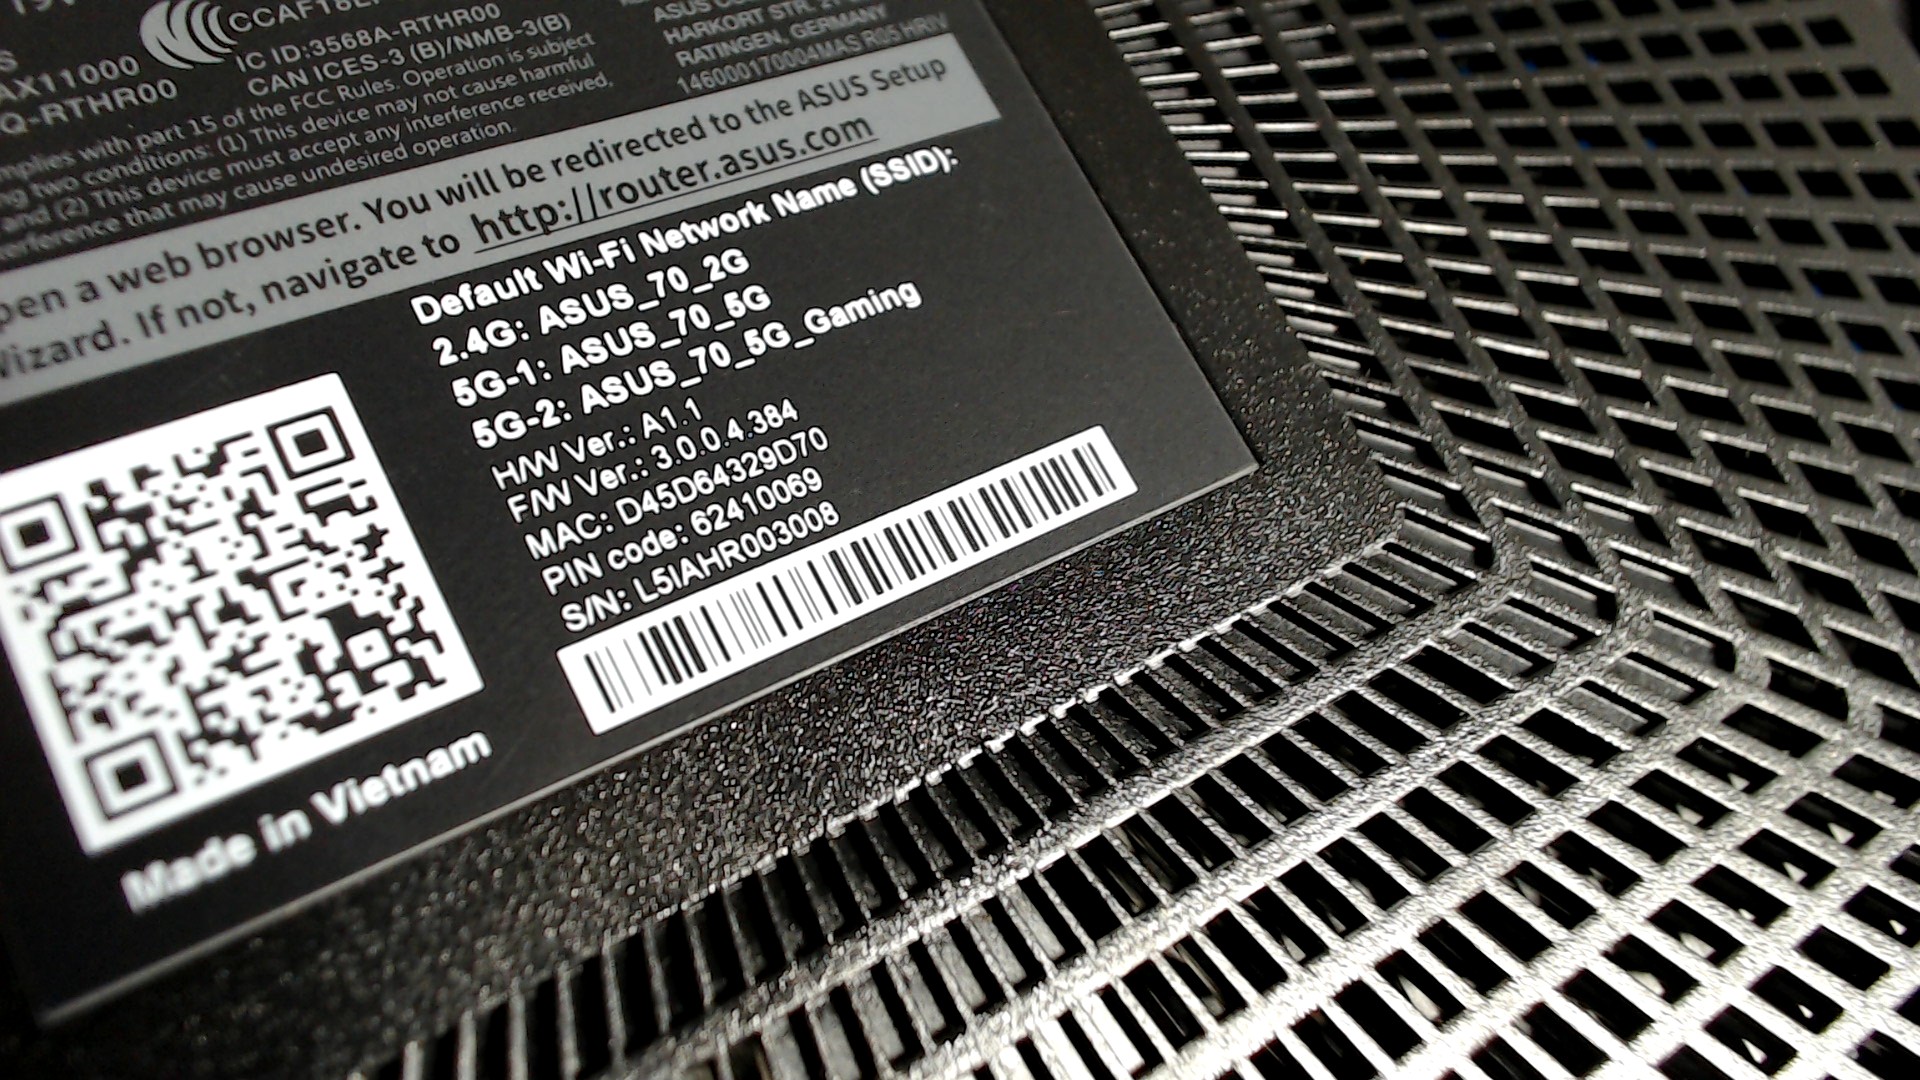 19V
CCAF18L
IC ID:3568A-RTHR00
CAN ICES-3 (B)/NMB-3(B)
AX11000
Q-RTHR00
HARKORT STR.
RATINGEN, GERMANY
146000170004MAS R05 HRIV
mplies with part 15 of the FCC Rules. Operation is subject
ng two conditions: (1) This device may not cause harmful
and (2) This device must accept any interference received,
erference that may cause undesired operation.
pen a web browser. You will be redirected to the ASUS Setup
Wizard. If not, navigate to http://router.asus.com
Default Wi-Fi Network Name (SSID):
2.4G: ASUS_70_2G
5G-1: ASUS_70_5G
5G-2: ASUS_70_5G_Gaming
H/W Ver.: A1.1
F/W Ver.: 3.0.0.4.384
MAC: D45D64329D70
PIN code: 62410069
S/N: L5IAHR003008
Made in Vietnam